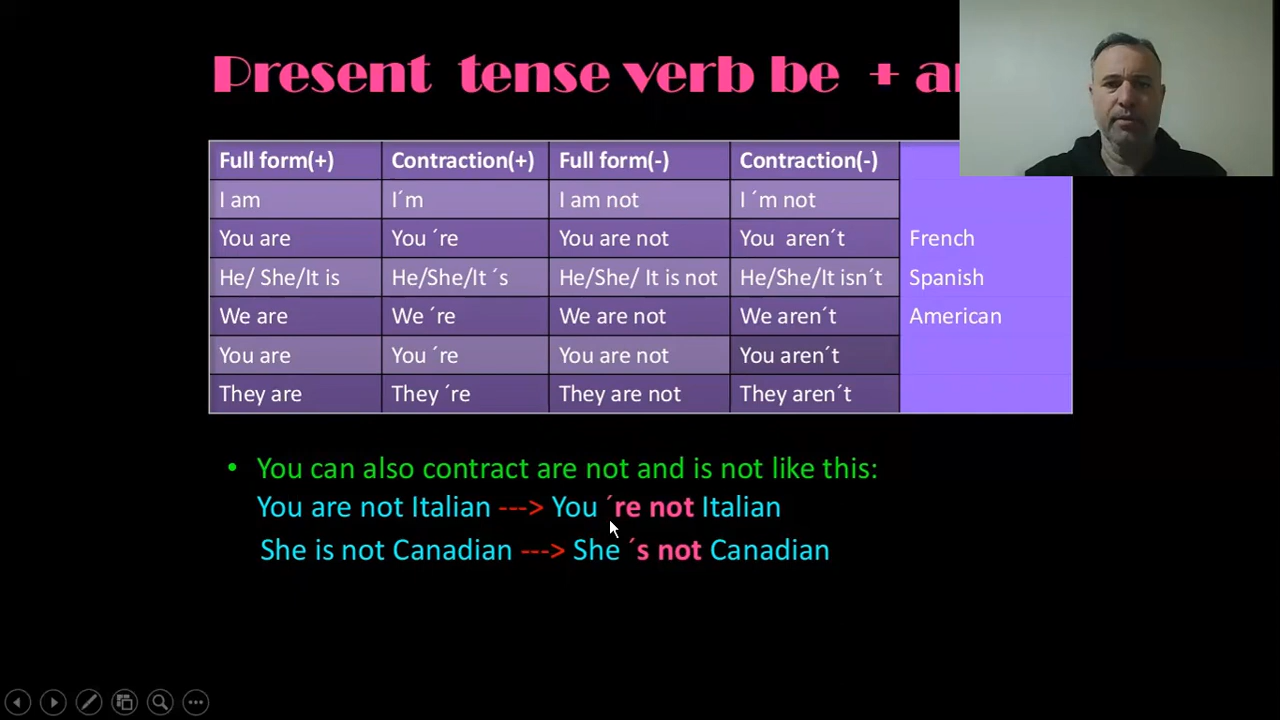 Present tense verb be + a
Full form(+) Contraction(+) Full form(-) Contraction(-)
I am I´m I am not I ´m not
You are You ´re You are not You aren´t French
He/ She/It is He/She/It ´s He/She/ It is not He/She/It isn´t Spanish
We are We ´re We are not We aren´t American
You are You ´re You are not You aren´t
They are They ´re They are not They aren´t
• You can also contract are not and is not like this:
You are not Italian ---> You ´re not Italian
She is not Canadian ---> She ´s not Canadian